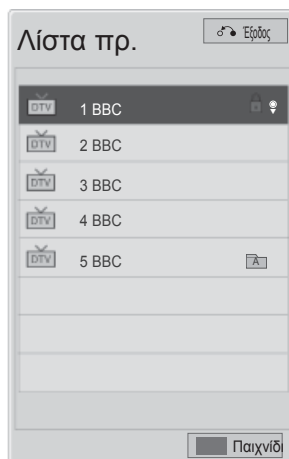 Λίστα πρ.
Έξοδος
DTV 1 BBC
DTV 2 BBC
DTV 3 BBC
DTV 4 BBC
DTV 5 BBC A
Παιχνίδι